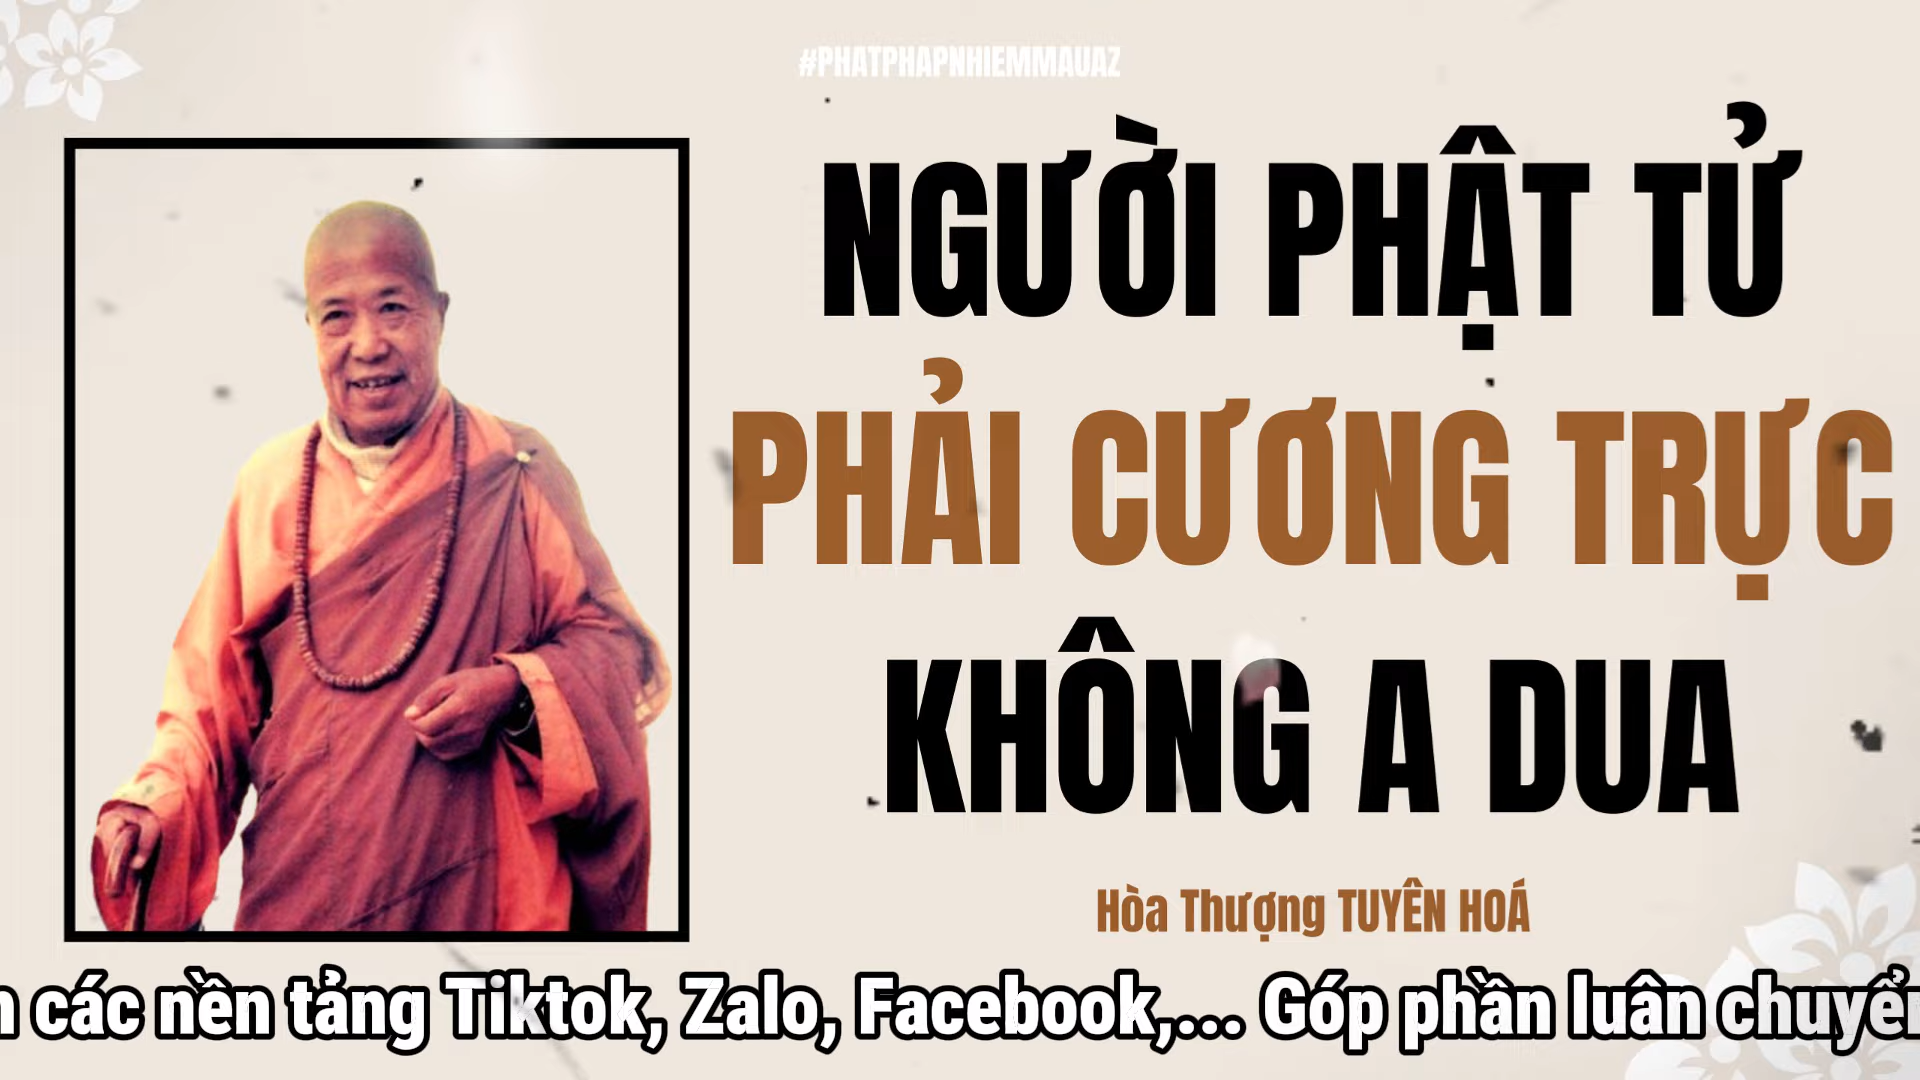 #PHATPHAPNHIEMMAUAZ
NGƯỜI PHẬT TỬ
PHẢI CƯƠNG TRỰC
KHÔNG A DUA
Hòa Thượng TUYÊN HOÁ
các nền tảng Tiktok, Zalo, Facebook,... Góp phần luân chuyển